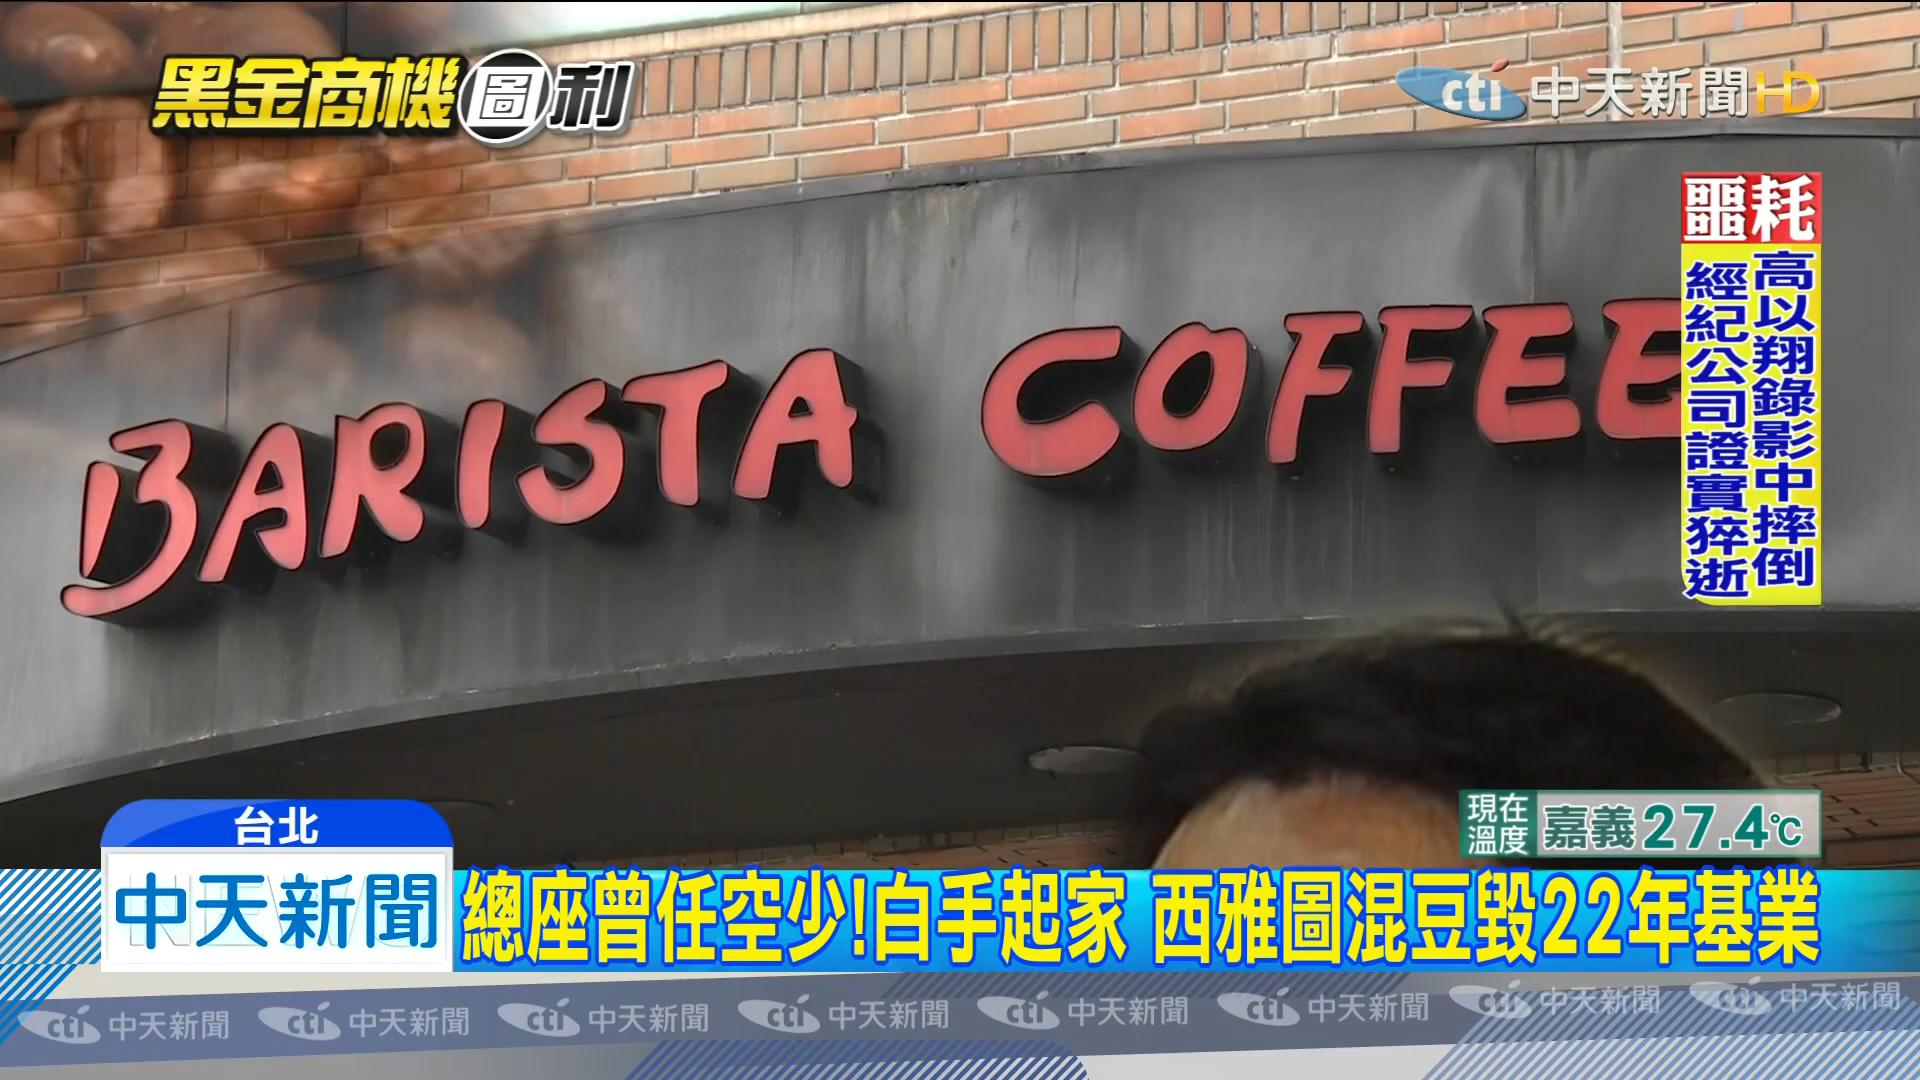 黑金商機圖利
cti 中天新聞HD
噩耗
高以翔錄影中摔倒
經紀公司證實猝逝
BARISTA COFFEE
現在溫度 嘉義 27.4℃
台北
中天新聞
總座曾任空少!白手起家 西雅圖混豆毀22年基業
cti 中天新聞 cti 中天新聞 cti 中天新聞 cti 中天新聞 cti 中天新聞 cti 中天新聞 cti 中天新聞 cti 中天新聞